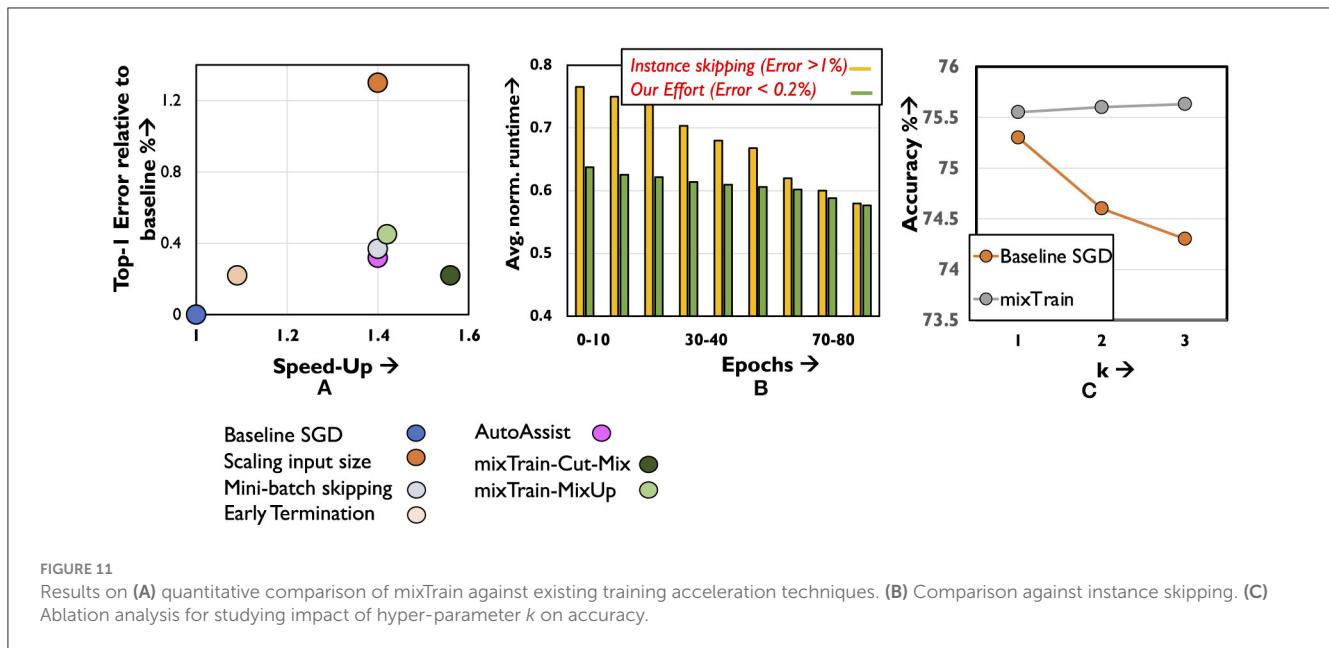 Top-1 Error relative to
baseline %→
1.2
0.8
0.4
0
1
1.2
1.4
1.6
Speed-Up →
A
Avg. norm. runtime→
0.8
0.7
0.6
0.5
0.4
Instance skipping (Error >1%)
Our Effort (Error < 0.2%)
0-10
30-40
70-80
Epochs →
B
Accuracy %→
76
75.5
75
74.5
74
73.5
Baseline SGD
mixTrain
1
2
3
k →
C
Baseline SGD
Scaling input size
Mini-batch skipping
Early Termination
AutoAssist
mixTrain-Cut-Mix
mixTrain-MixUp
FIGURE 11
Results on (A) quantitative comparison of mixTrain against existing training acceleration techniques. (B) Comparison against instance skipping. (C)
Ablation analysis for studying impact of hyper-parameter k on accuracy.